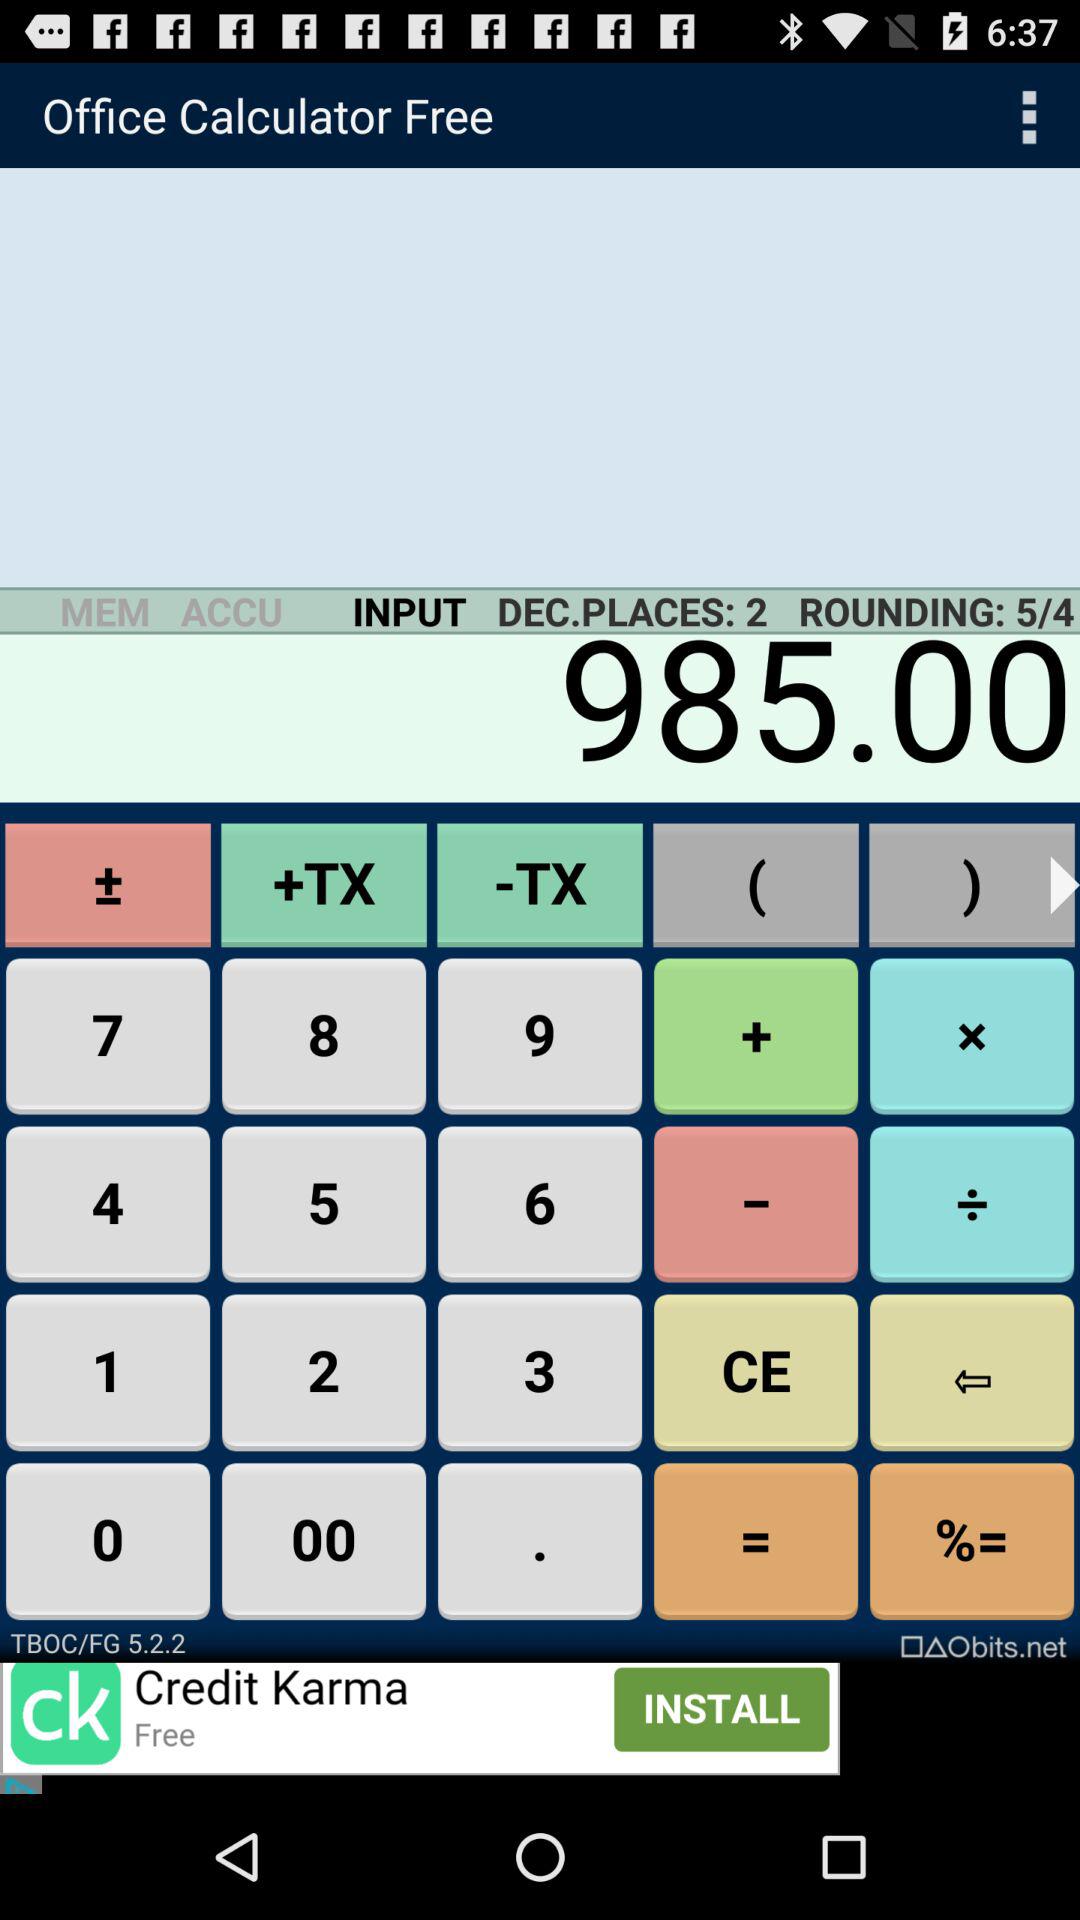 6:37
Office Calculator Free
MEM ACCU INPUT DEC.PLACES: 2 ROUNDING: 5/4
985.00
± +TX -TX ( )
7 8 9 + ×
4 5 6 − ÷
1 2 3 CE ⇦
0 00 . = %=
TBOC/FG 5.2.2 □△○bits.net
ck Credit Karma
Free
INSTALL